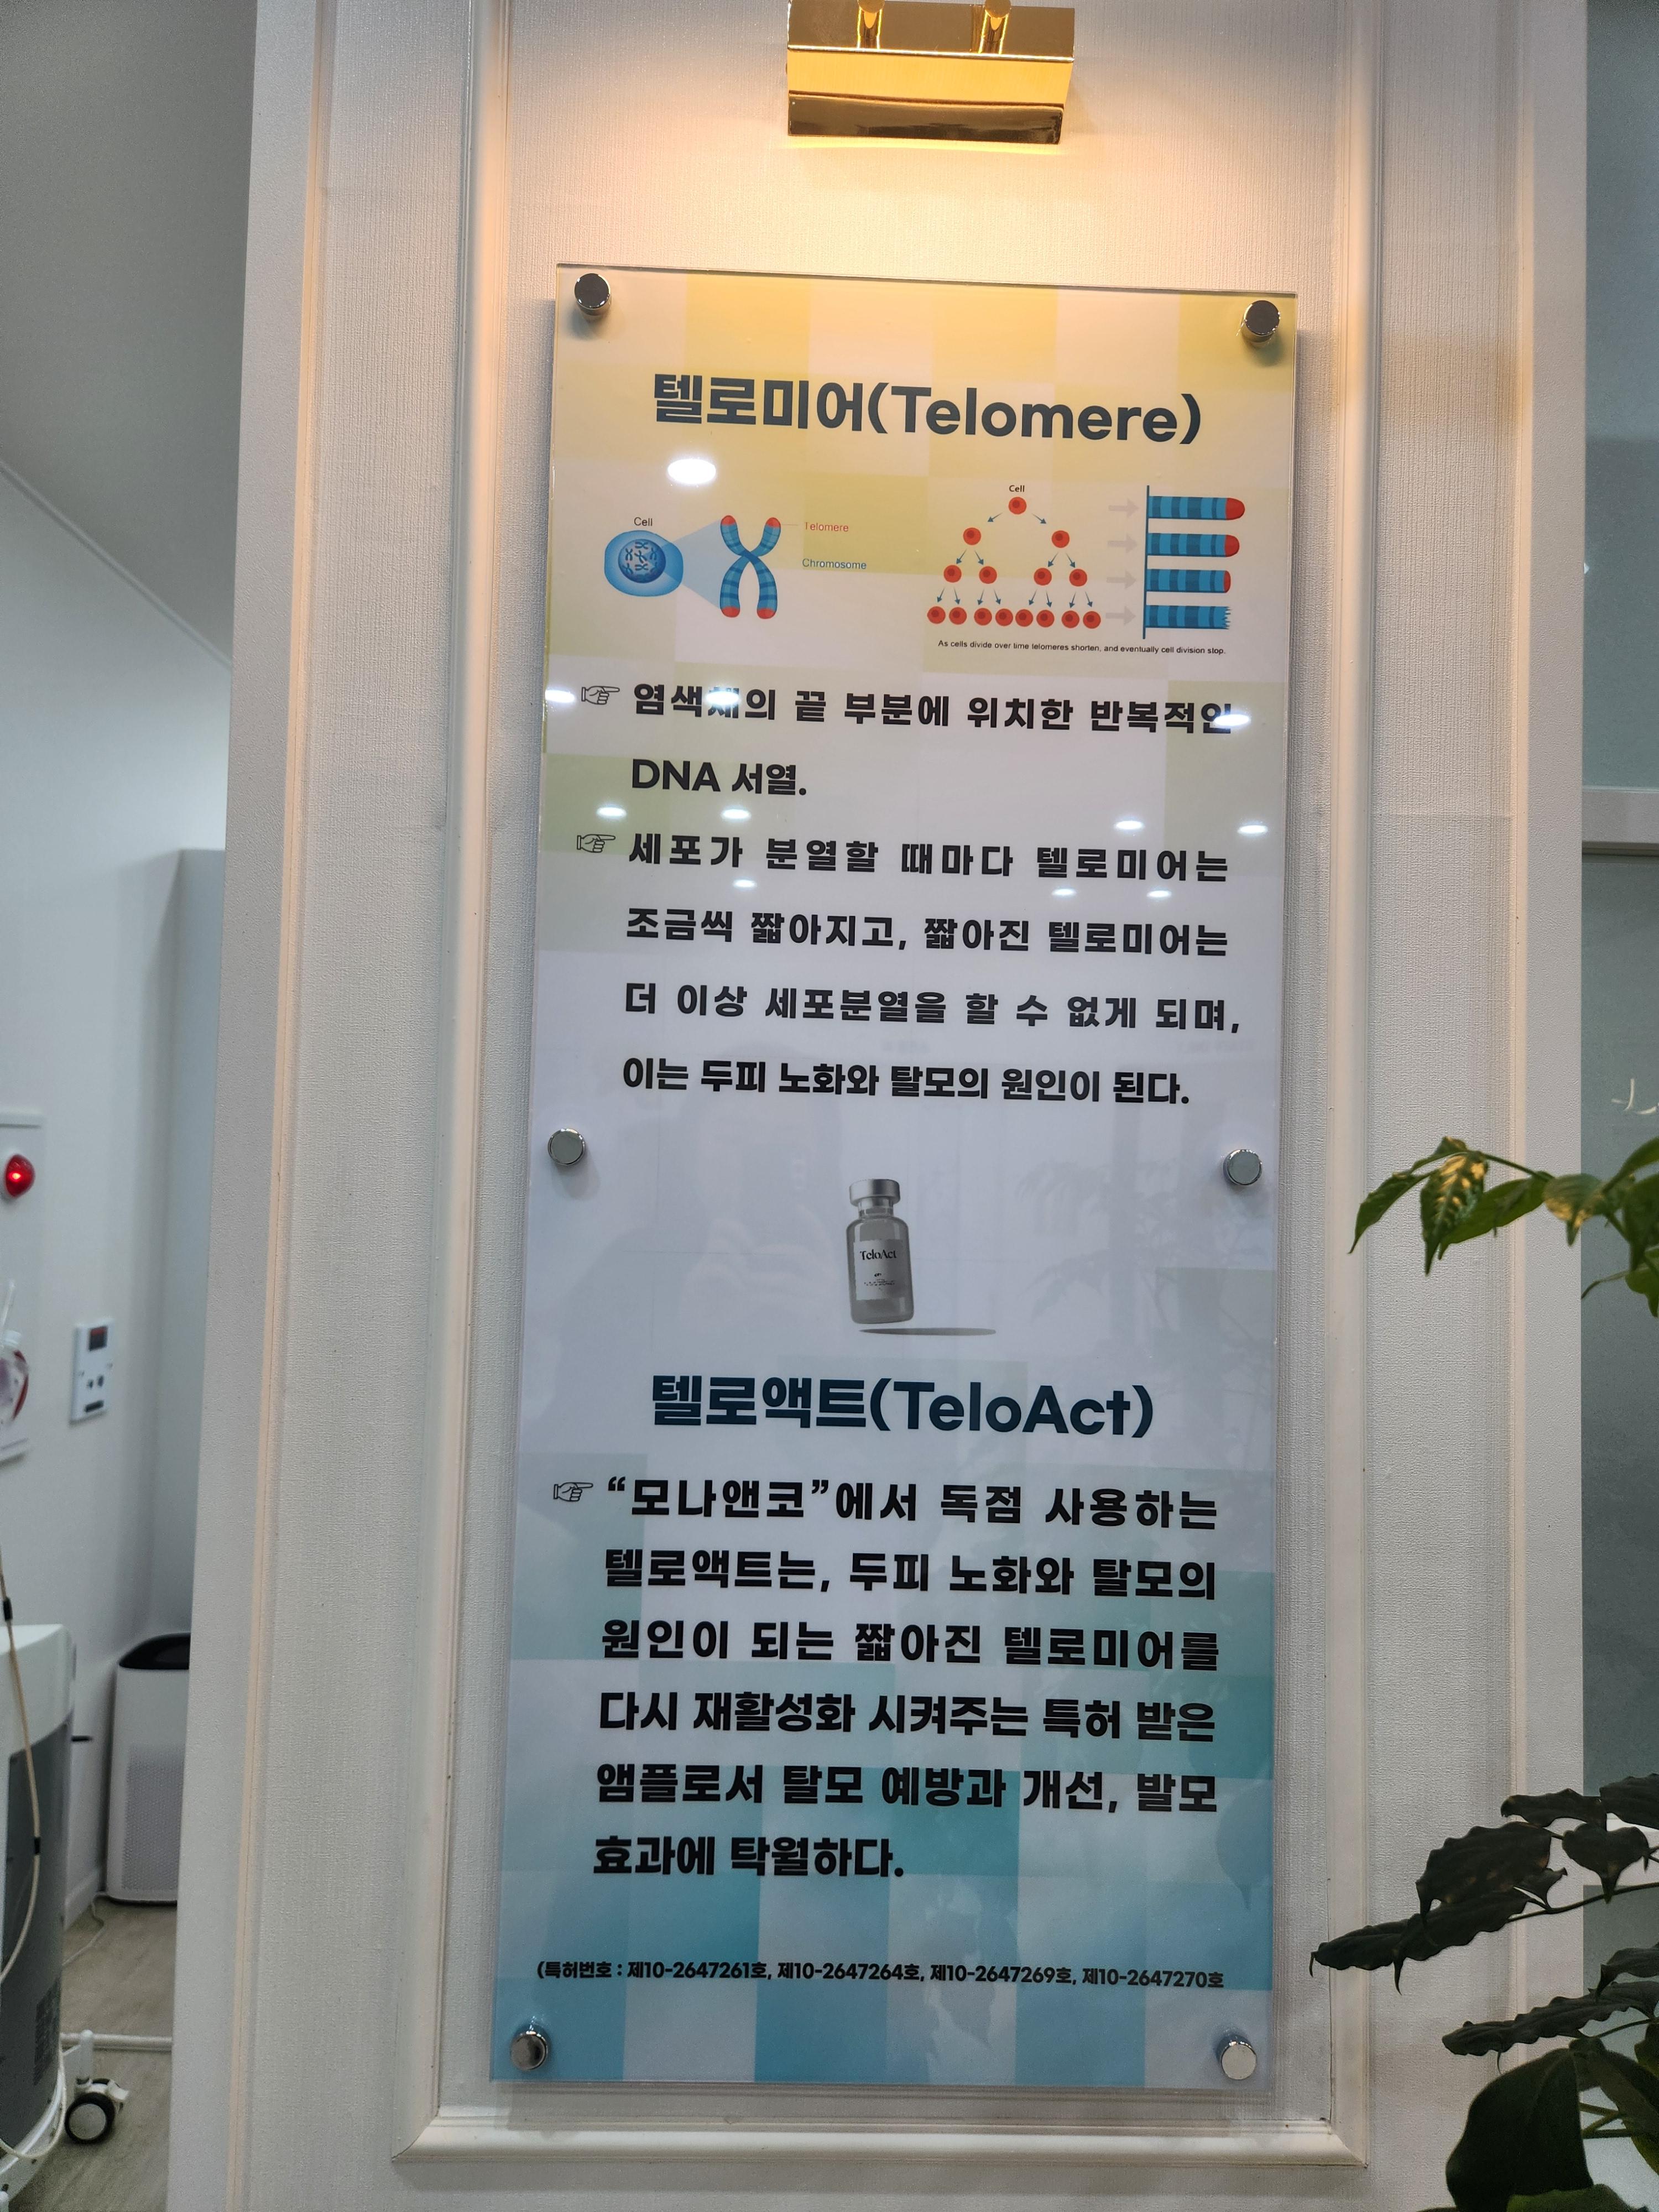 텔로미어(Telomere)
Cell
Telomere
Chromosome
Cell
As cells divide over time telomeres shorten, and eventually cell division stop.
☞ 염색체의 끝 부분에 위치한 반복적인
DNA 서열.
☞ 세포가 분열할 때마다 텔로미어는
조금씩 짧아지고, 짧아진 텔로미어는
더 이상 세포분열을 할 수 없게 되며,
이는 두피 노화와 탈모의 원인이 된다.
TeloAct
텔로액트(TeloAct)
☞ “모나앤코”에서 독점 사용하는
텔로액트는, 두피 노화와 탈모의
원인이 되는 짧아진 텔로미어를
다시 재활성화 시켜주는 특허 받은
앰플로서 탈모 예방과 개선, 발모
효과에 탁월하다.
(특허번호 : 제10-2647261호, 제10-2647264호, 제10-2647269호, 제10-2647270호